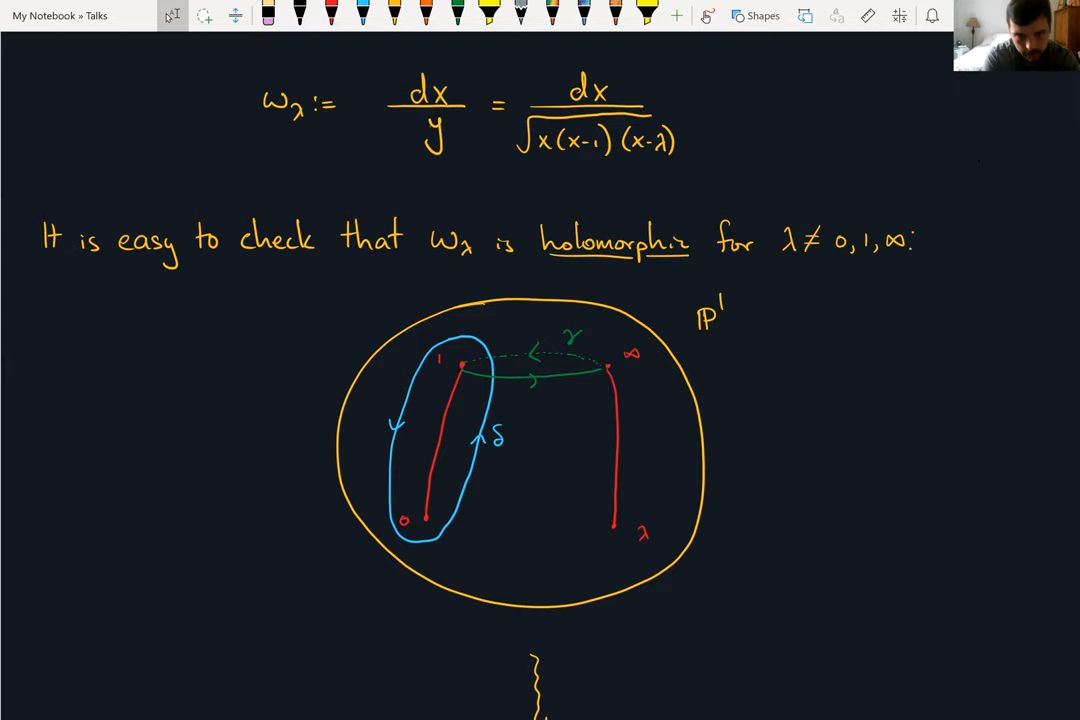 My Notebook » Talks
Shapes
ω_λ := dx/y = dx/√(x(x-1)(x-λ))
It is easy to check that ω_λ is holomorphic for λ ≠ 0, 1, ∞:
ℙ¹
γ
1
∞
δ
0
λ